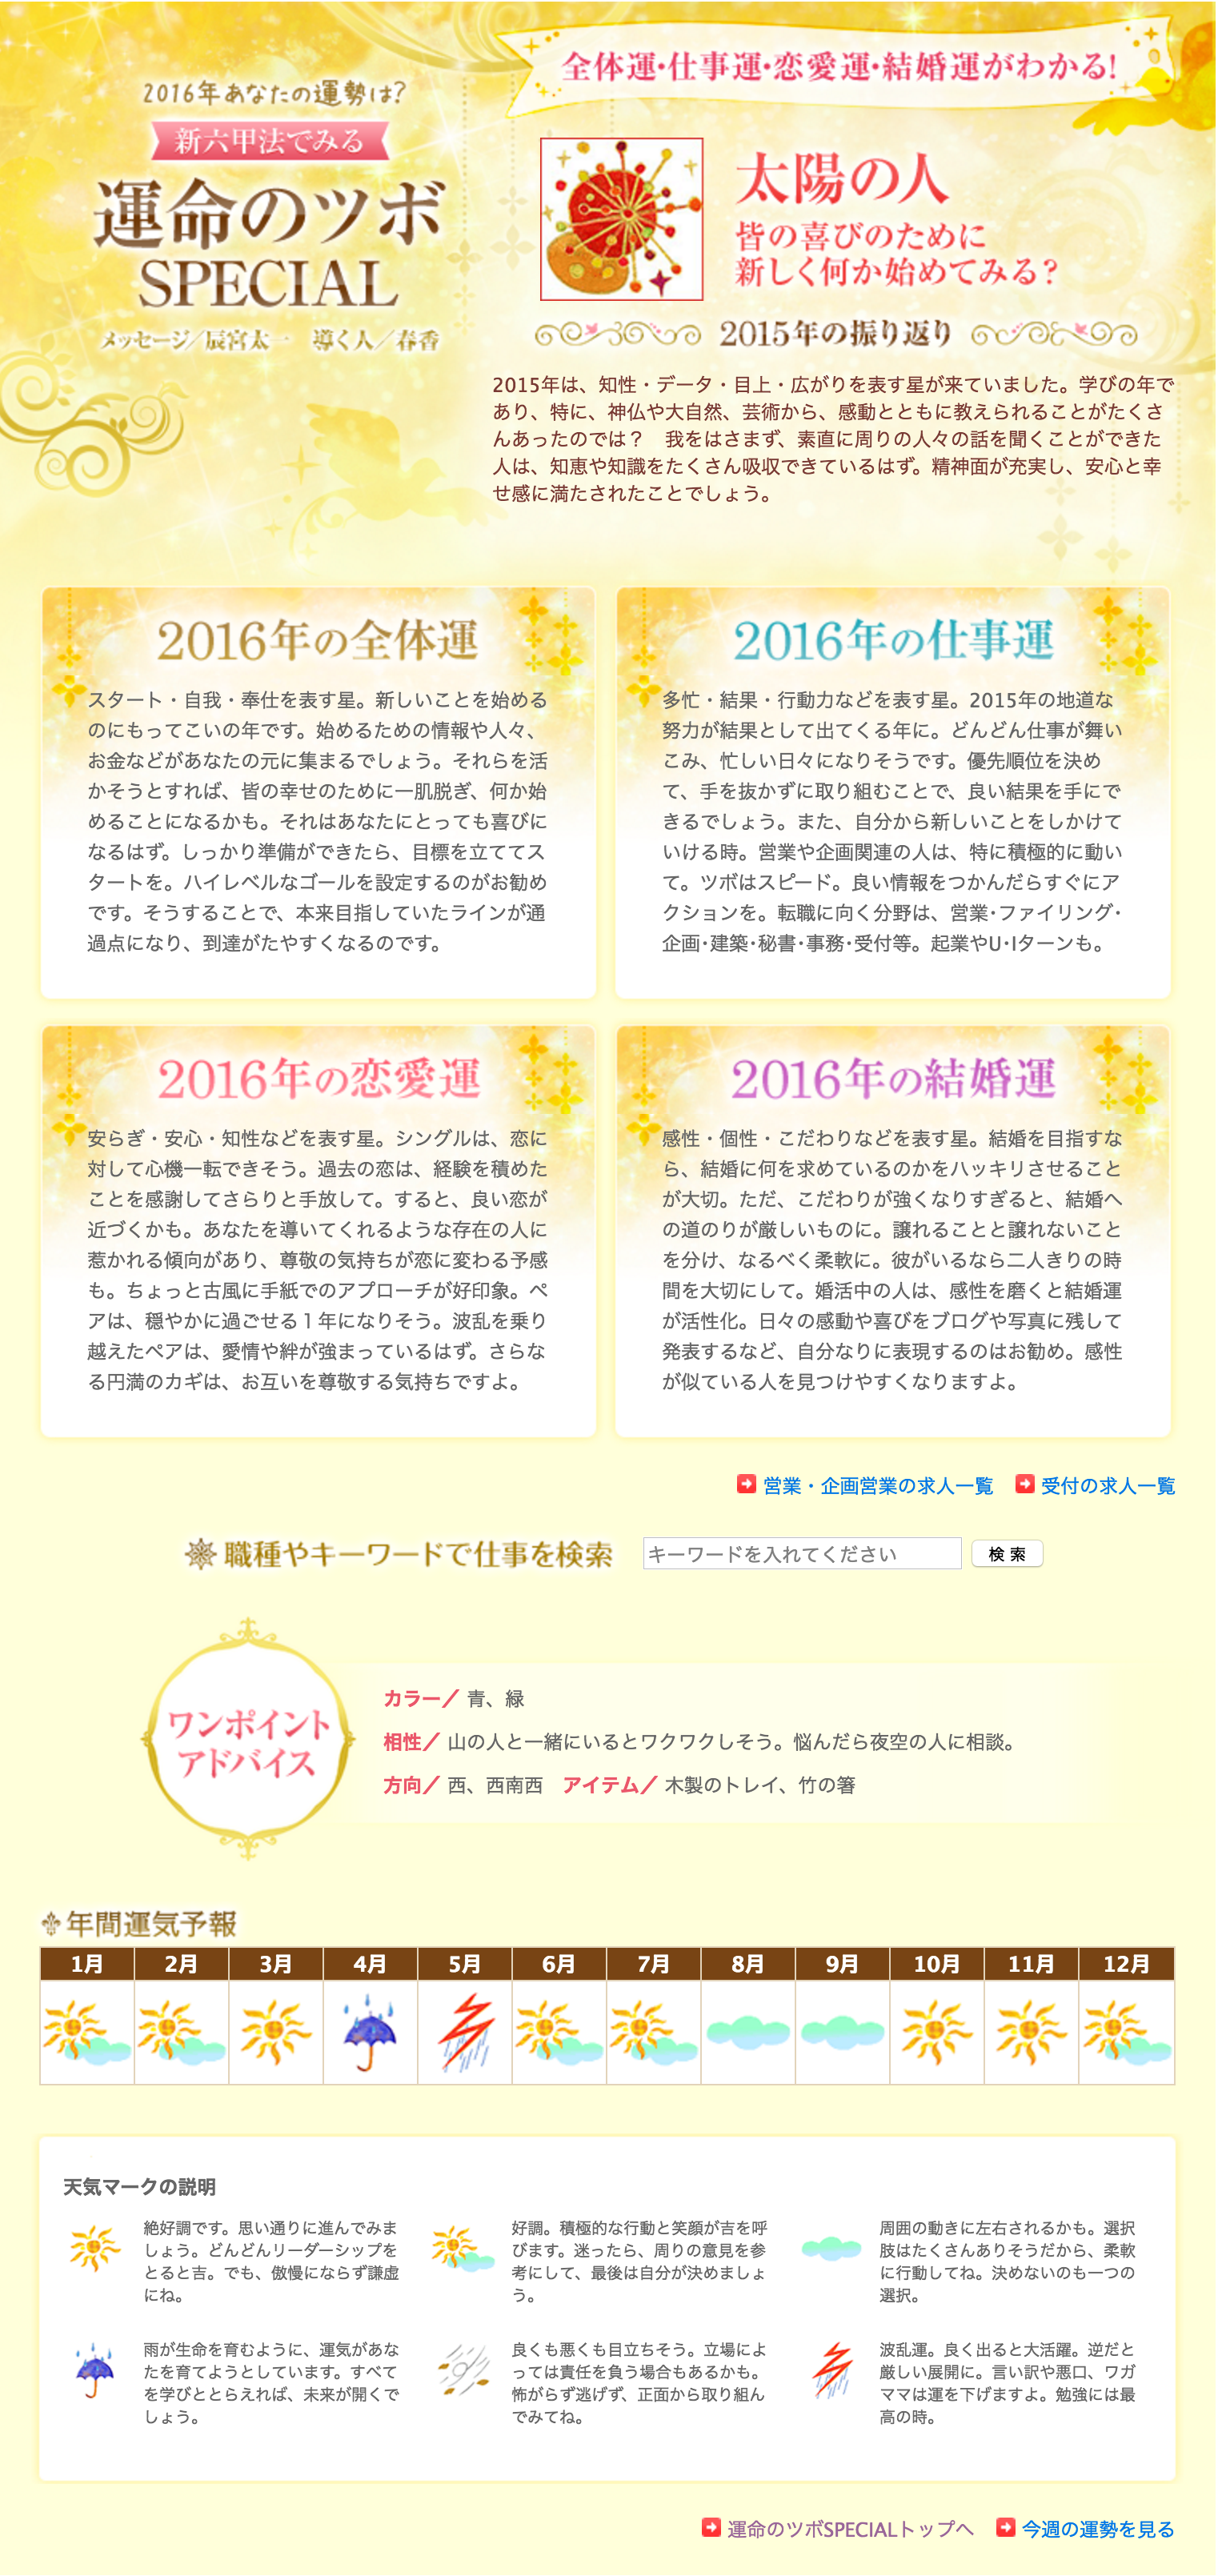 全体運・仕事運・恋愛運・結婚運がわかる!
2016年あなたの運勢は?
新六甲法でみる
運命のツボ
SPECIAL
メッセージ／辰宮太一　導く人／春香
太陽の人
皆の喜びのために
新しく何か始めてみる?
2015年の振り返り
2015年は、知性・データ・目上・広がりを表す星が来ていました。学びの年で
あり、特に、神仏や大自然、芸術から、感動とともに教えられることがたくさ
んあったのでは？　我をはさまず、素直に周りの人々の話を聞くことができた
人は、知恵や知識をたくさん吸収できているはず。精神面が充実し、安心と幸
せ感に満たされたことでしょう。
2016年の全体運
スタート・自我・奉仕を表す星。新しいことを始める
のにもってこいの年です。始めるための情報や人々、
お金などがあなたの元に集まるでしょう。それらを活
かそうとすれば、皆の幸せのために一肌脱ぎ、何か始
めることになるかも。それはあなたにとっても喜びに
なるはず。しっかり準備ができたら、目標を立ててス
タートを。ハイレベルなゴールを設定するのがお勧め
です。そうすることで、本来目指していたラインが通
過点になり、到達がたやすくなるのです。
2016年の仕事運
多忙・結果・行動力などを表す星。2015年の地道な
努力が結果として出てくる年に。どんどん仕事が舞い
こみ、忙しい日々になりそうです。優先順位を決め
て、手を抜かずに取り組むことで、良い結果を手にで
きるでしょう。また、自分から新しいことをしかけて
いける時。営業や企画関連の人は、特に積極的に動い
て。ツボはスピード。良い情報をつかんだらすぐにア
クションを。転職に向く分野は、営業･ファイリング･
企画･建築･秘書･事務･受付等。起業やU･Iターンも。
2016年の恋愛運
安らぎ・安心・知性などを表す星。シングルは、恋に
対して心機一転できそう。過去の恋は、経験を積めた
ことを感謝してさらりと手放して。すると、良い恋が
近づくかも。あなたを導いてくれるような存在の人に
惹かれる傾向があり、尊敬の気持ちが恋に変わる予感
も。ちょっと古風に手紙でのアプローチが好印象。ペ
アは、穏やかに過ごせる１年になりそう。波乱を乗り
越えたペアは、愛情や絆が強まっているはず。さらな
る円満のカギは、お互いを尊敬する気持ちですよ。
2016年の結婚運
感性・個性・こだわりなどを表す星。結婚を目指すな
ら、結婚に何を求めているのかをハッキリさせること
が大切。ただ、こだわりが強くなりすぎると、結婚へ
の道のりが厳しいものに。譲れることと譲れないこと
を分け、なるべく柔軟に。彼がいるなら二人きりの時
間を大切にして。婚活中の人は、感性を磨くと結婚運
が活性化。日々の感動や喜びをブログや写真に残して
発表するなど、自分なりに表現するのはお勧め。感性
が似ている人を見つけやすくなりますよ。
営業・企画営業の求人一覧　受付の求人一覧
職種やキーワードで仕事を検索　キーワードを入れてください　検 索
ワンポイント
アドバイス
カラー／ 青、緑
相性／ 山の人と一緒にいるとワクワクしそう。悩んだら夜空の人に相談。
方向／ 西、西南西　アイテム／ 木製のトレイ、竹の箸
年間運気予報
1月 2月 3月 4月 5月 6月 7月 8月 9月 10月 11月 12月
天気マークの説明
絶好調です。思い通りに進んでみま
しょう。どんどんリーダーシップを
とると吉。でも、傲慢にならず謙虚
にね。
好調。積極的な行動と笑顔が吉を呼
びます。迷ったら、周りの意見を参
考にして、最後は自分が決めましょ
う。
周囲の動きに左右されるかも。選択
肢はたくさんありそうだから、柔軟
に行動してね。決めないのも一つの
選択。
雨が生命を育むように、運気があな
たを育てようとしています。すべて
を学びととらえれば、未来が開くで
しょう。
良くも悪くも目立ちそう。立場によ
っては責任を負う場合もあるかも。
怖がらず逃げず、正面から取り組ん
でみてね。
波乱運。良く出ると大活躍。逆だと
厳しい展開に。言い訳や悪口、ワガ
ママは運を下げますよ。勉強には最
高の時。
運命のツボSPECIALトップへ　今週の運勢を見る